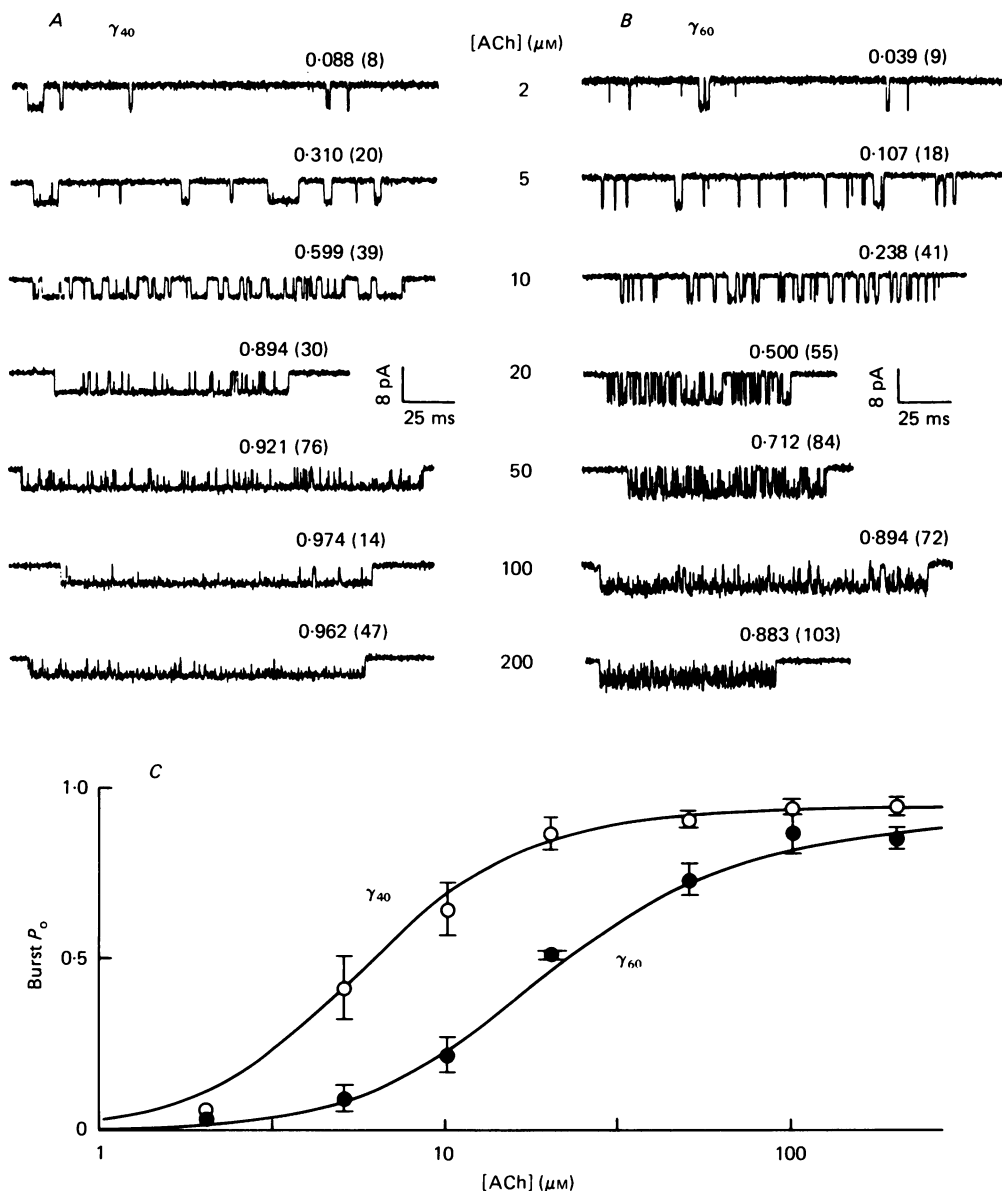 A γ40 [ACh] (μM) B γ60
0·088 (8) 2 0·039 (9)
0·310 (20) 5 0·107 (18)
0·599 (39) 10 0·238 (41)
0·894 (30) 20 0·500 (55)
8 pA 8 pA
25 ms 25 ms
0·921 (76) 50 0·712 (84)
0·974 (14) 100 0·894 (72)
0·962 (47) 200 0·883 (103)
C
1·0
γ40
0·5
γ60
Burst Po
0
1 10 100
[ACh] (μM)